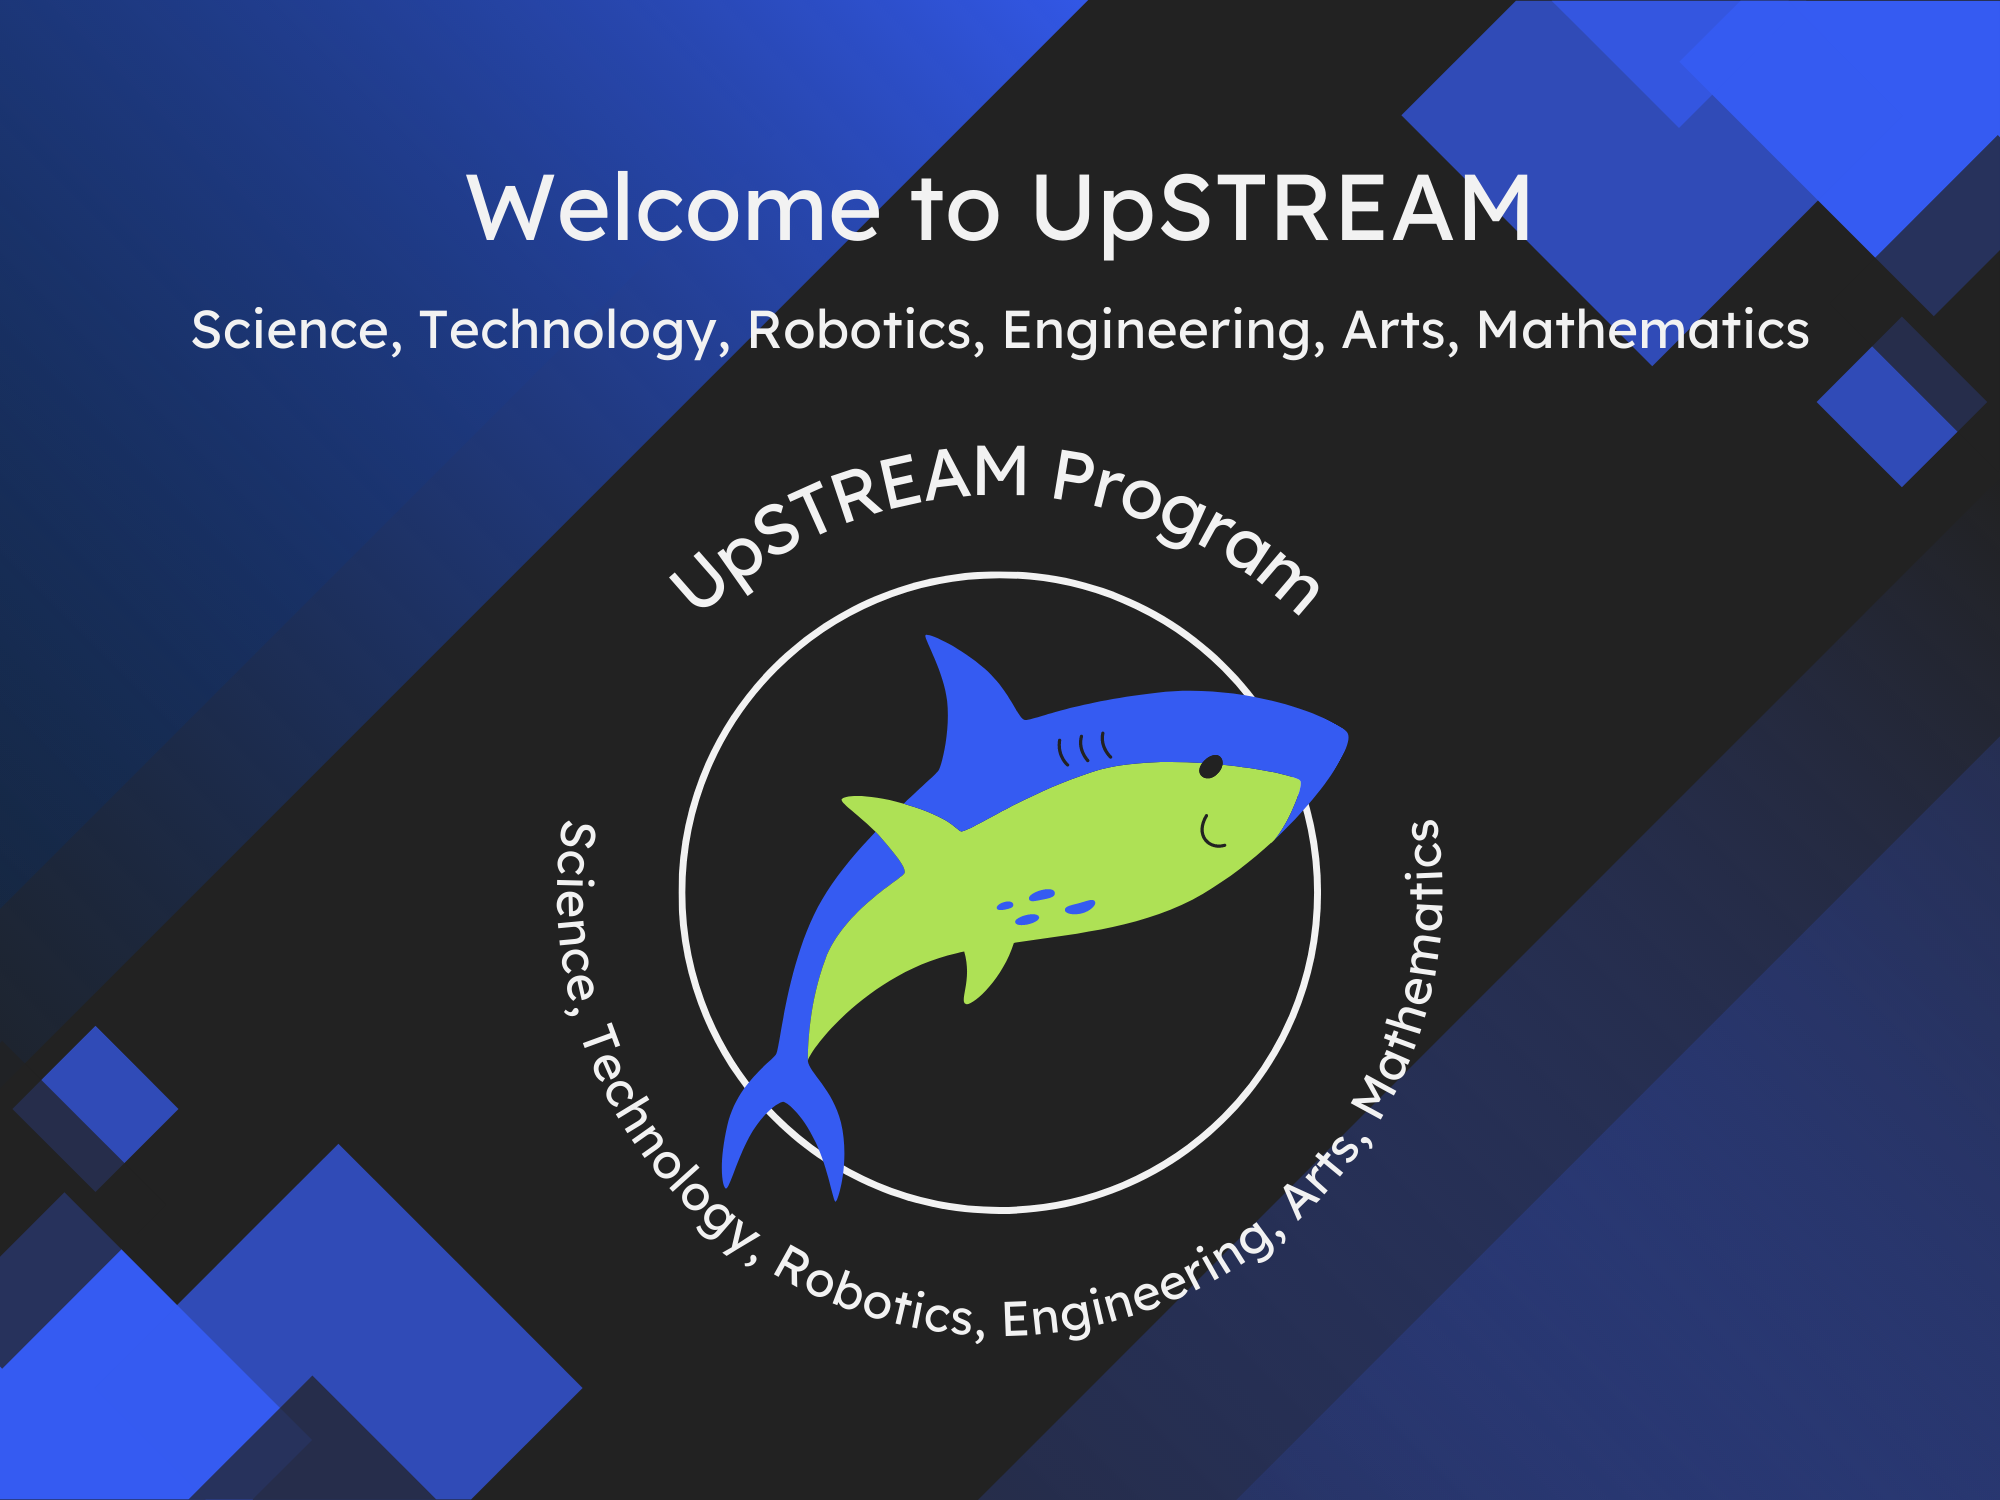 Welcome to UpSTREAM
Science, Technology, Robotics, Engineering, Arts, Mathematics
UpSTREAM Program
Science, Technology, Robotics, Engineering, Arts, Mathematics